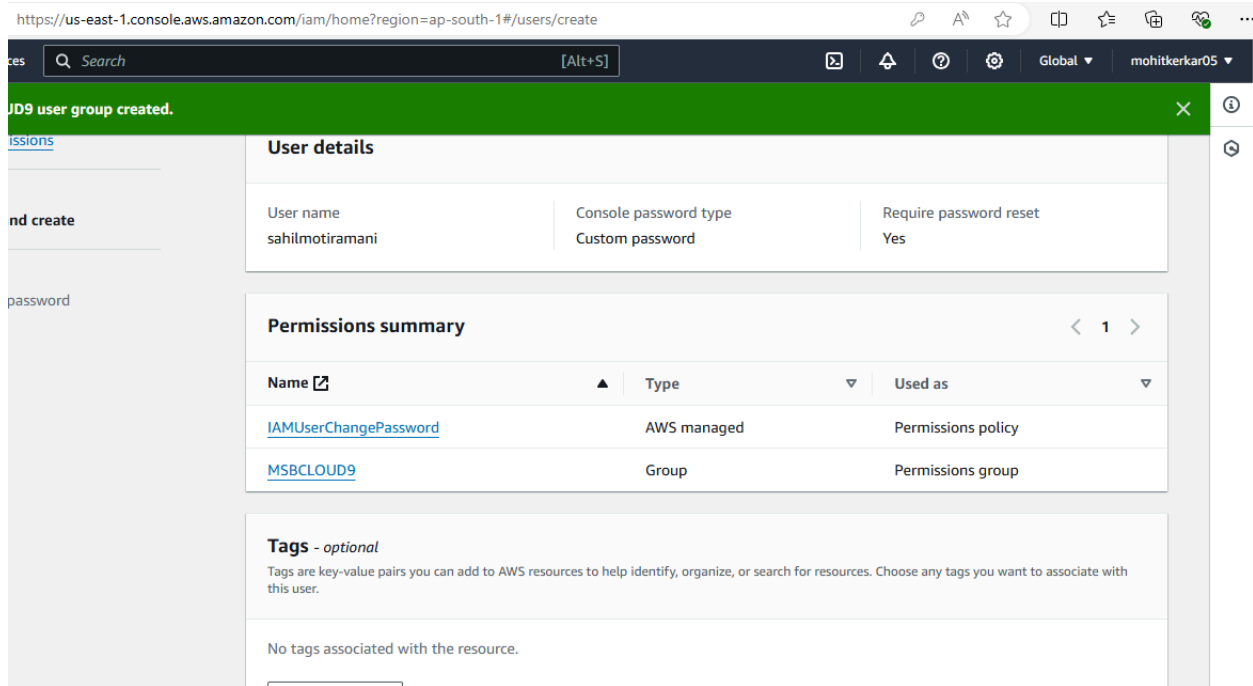 https://us-east-1.console.aws.amazon.com/iam/home?region=ap-south-1#/users/create
ces Search [Alt+S] Global mohitkerkar05
UD9 user group created.
issions
User details
nd create
User name Console password type Require password reset
sahilmotiramani Custom password Yes
password
Permissions summary 1
Name Type Used as
IAMUserChangePassword AWS managed Permissions policy
MSBCLOUD9 Group Permissions group
Tags - optional
Tags are key-value pairs you can add to AWS resources to help identify, organize, or search for resources. Choose any tags you want to associate with
this user.
No tags associated with the resource.